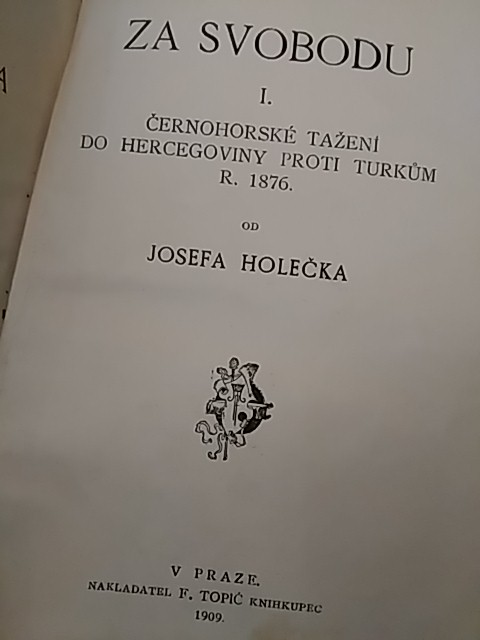 ZA SVOBODU
I.
ČERNOHORSKÉ TAŽENÍ
DO HERCEGOVINY PROTI TURKŮM
R. 1876.
OD
JOSEFA HOLEČKA
V PRAZE.
NAKLADATEL F. TOPIČ KNIHKUPEC
1909.